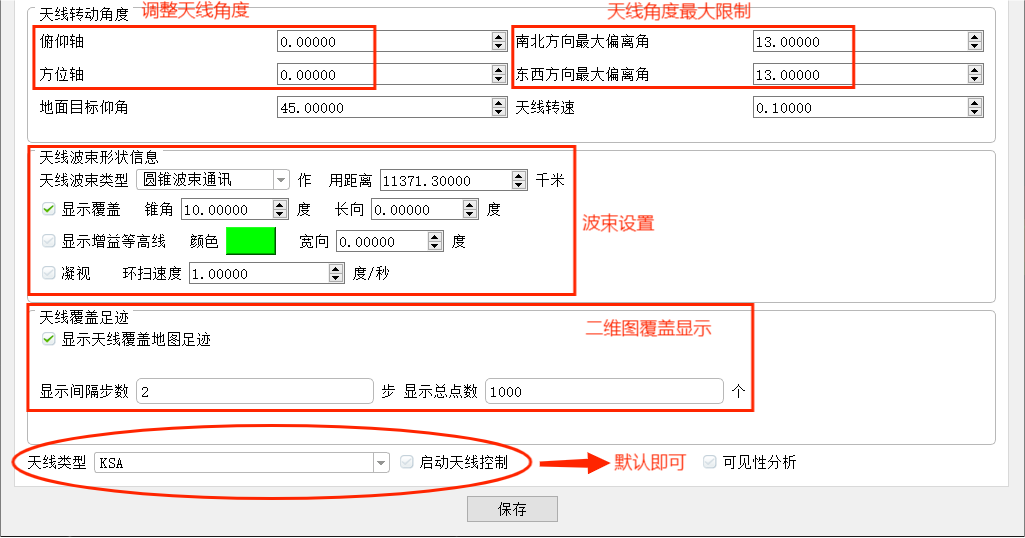 天线转动角度 调整天线角度 天线角度最大限制
俯仰轴 0.00000 南北方向最大偏离角 13.00000
方位轴 0.00000 东西方向最大偏离角 13.00000
地面目标仰角 45.00000 天线转速 0.10000
天线波束形状信息
天线波束类型 圆锥波束通讯 作 用距离 11371.30000 千米
显示覆盖 锥角 10.00000 度 长向 0.00000 度
波束设置
显示增益等高线 颜色 宽向 0.00000 度
凝视 环扫速度 1.00000 度/秒
天线覆盖足迹
二维图覆盖显示
显示天线覆盖地图足迹
显示间隔步数 2 步 显示总点数 1000 个
天线类型 KSA 启动天线控制 默认即可 可见性分析
保存